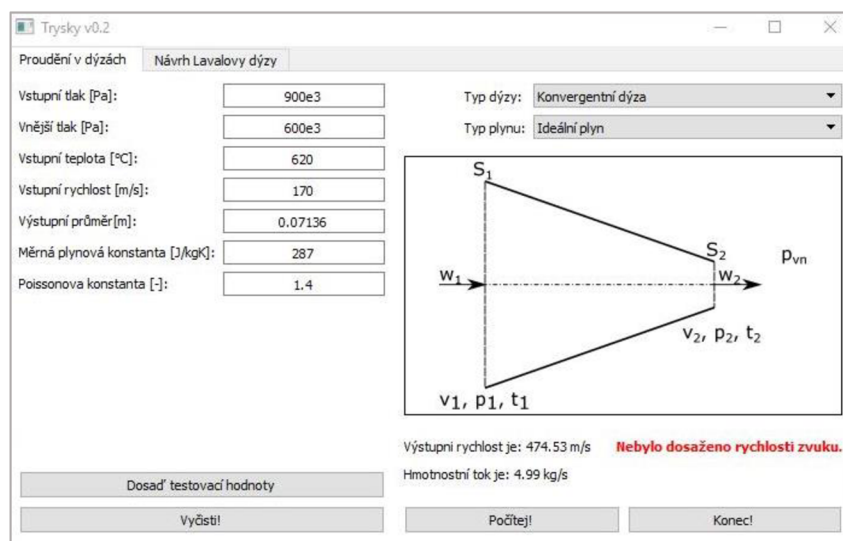 Trysky v0.2
Proudění v dýzách Návrh Lavalovy dýzy
Vstupní tlak [Pa]: 900e3
Vnější tlak [Pa]: 600e3
Vstupní teplota [°C]: 620
Vstupní rychlost [m/s]: 170
Výstupní průměr[m]: 0.07136
Měrná plynová konstanta [J/kgK]: 287
Poissonova konstanta [-]: 1.4
Typ dýzy: Konvergentní dýza
Typ plynu: Ideální plyn
S1
S2
pvn
w1
w2
v2, p2, t2
v1, p1, t1
Výstupni rychlost je: 474.53 m/s Nebylo dosaženo rychlosti zvuku.
Hmotnostní tok je: 4.99 kg/s
Dosaď testovací hodnoty
Vyčisti! Počítej! Konec!